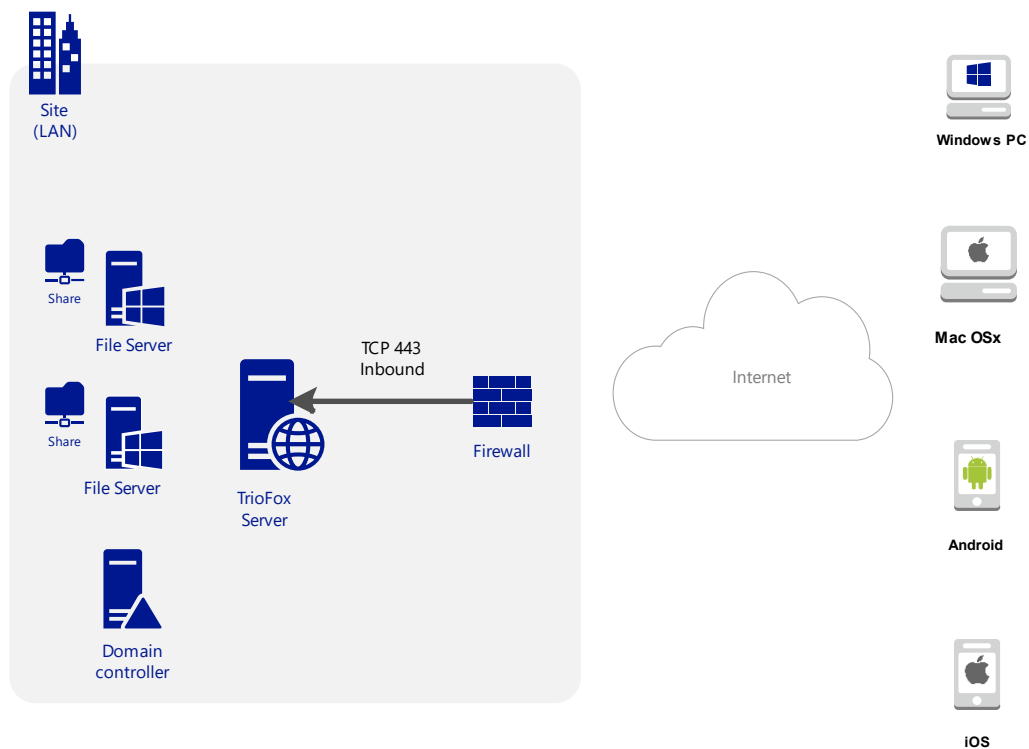 Site
(LAN)
Windows PC
Share
File Server
Mac OSx
TCP 443
Inbound
Internet
Share
File Server
Firewall
TrioFox
Server
Android
Domain
controller
iOS